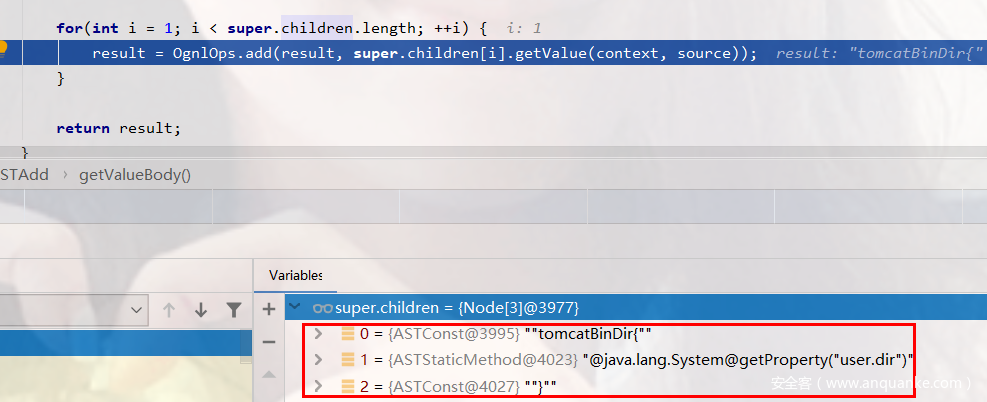 for(int i = 1; i < super.children.length; ++i) { i: 1
result = OgnlOps.add(result, super.children[i].getValue(context, source)); result: "tomcatBinDir{"
}
return result;
}
STAdd › getValueBody()
Variables
super.children = {Node[3]@3977}
0 = {ASTConst@3995} ""tomcatBinDir{""
1 = {ASTStaticMethod@4023} "@java.lang.System@getProperty("user.dir")"
2 = {ASTConst@4027} ""}""
安全客（www.anquanke.com）